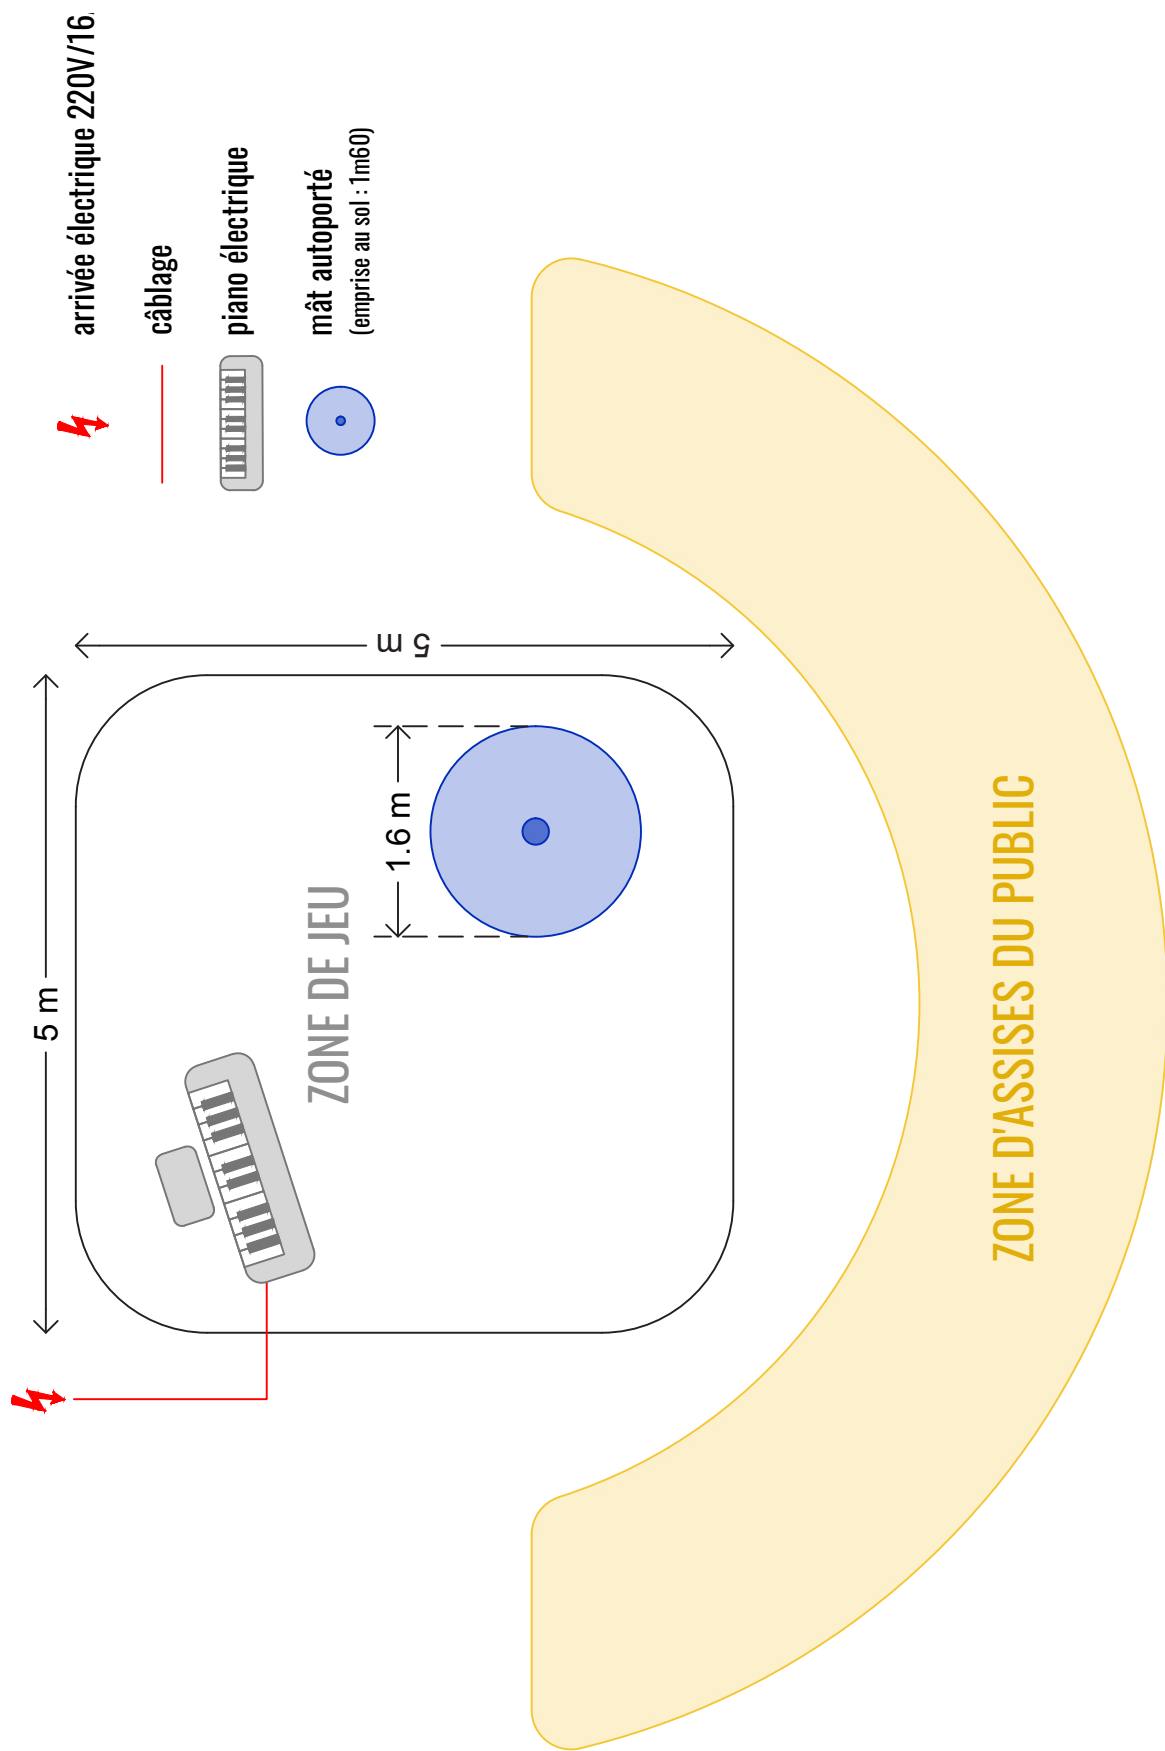 arrivée électrique 220V/16
câblage
piano électrique
mât autoporté
(emprise au sol : 1m60)
5 m
5 m
ZONE DE JEU
1.6 m
ZONE D'ASSISES DU PUBLIC